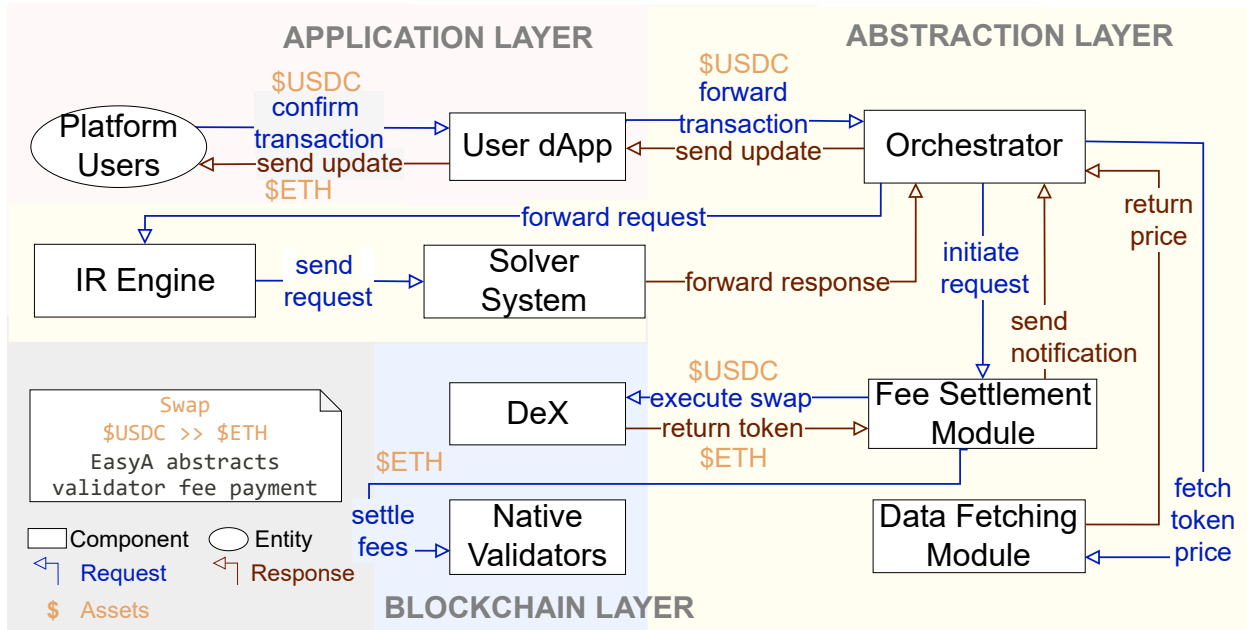 APPLICATION LAYER
ABSTRACTION LAYER
$USDC
confirm
transaction
send update
$ETH
Platform
Users
User dApp
$USDC
forward
transaction
send update
Orchestrator
forward request
IR Engine
send
request
Solver
System
forward response
initiate
request
return
price
send
notification
Swap
$USDC >> $ETH
EasyA abstracts
validator fee payment
DeX
$USDC
execute swap
return token
$ETH
Fee Settlement
Module
$ETH
settle
fees
Native
Validators
Data Fetching
Module
fetch
token
price
Component
Entity
Request
Response
$ Assets
BLOCKCHAIN LAYER